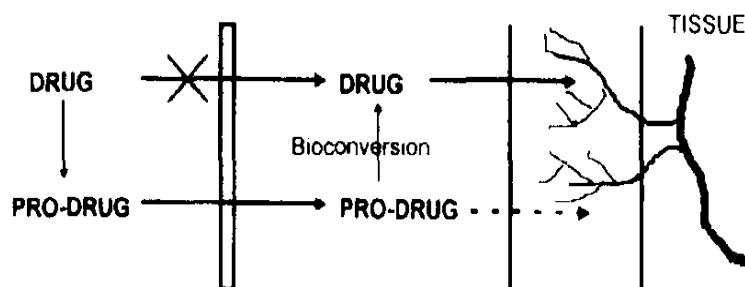 TISSUE
DRUG
DRUG
Bioconversion
PRO-DRUG
PRO-DRUG